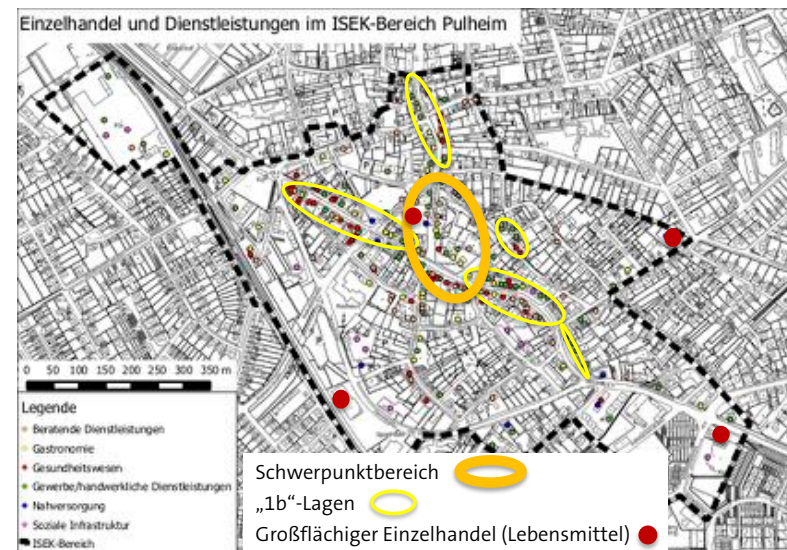 Einzelhandel und Dienstleistungen im ISEK-Bereich Pulheim
0 50 100 150 200 250 300 350 m
Legende
Beratende Dienstleistungen
Gastronomie
Gesundheitswesen
Gewerbe/handwerkliche Dienstleistungen
Nahversorgung
Soziale Infrastruktur
ISEK-Bereich
Schwerpunktbereich
„1b“-Lagen
Großflächiger Einzelhandel (Lebensmittel)